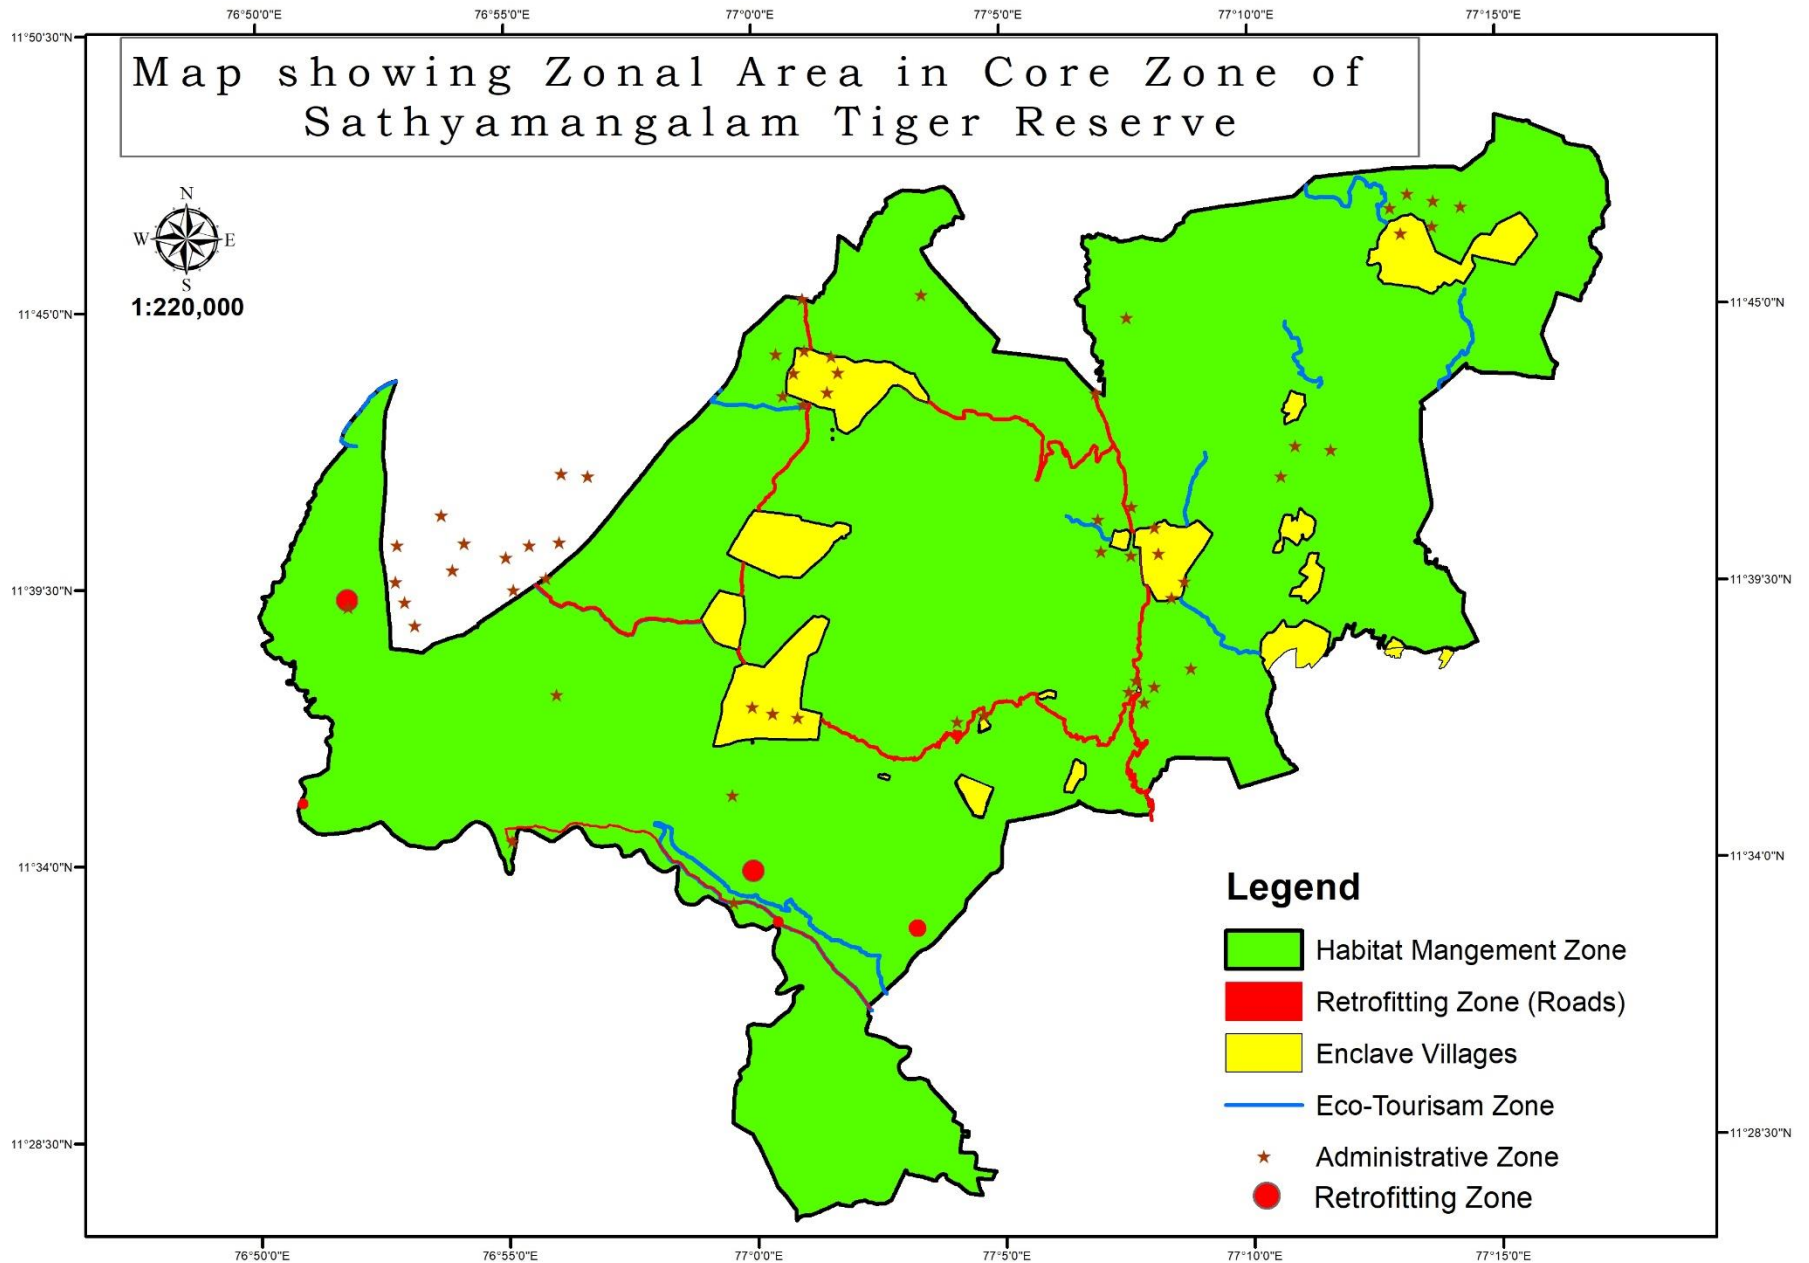 76°50'0"E 76°55'0"E 77°0'0"E 77°5'0"E 77°10'0"E 77°15'0"E
11°50'30"N
Map showing Zonal Area in Core Zone of
Sathyamangalam Tiger Reserve
N
W E
S
1:220,000
11°45'0"N 11°45'0"N
11°39'30"N 11°39'30"N
11°34'0"N 11°34'0"N
Legend
Habitat Mangement Zone
Retrofitting Zone (Roads)
Enclave Villages
Eco-Tourisam Zone
11°28'30"N 11°28'30"N
Administrative Zone
Retrofitting Zone
76°50'0"E 76°55'0"E 77°0'0"E 77°5'0"E 77°10'0"E 77°15'0"E